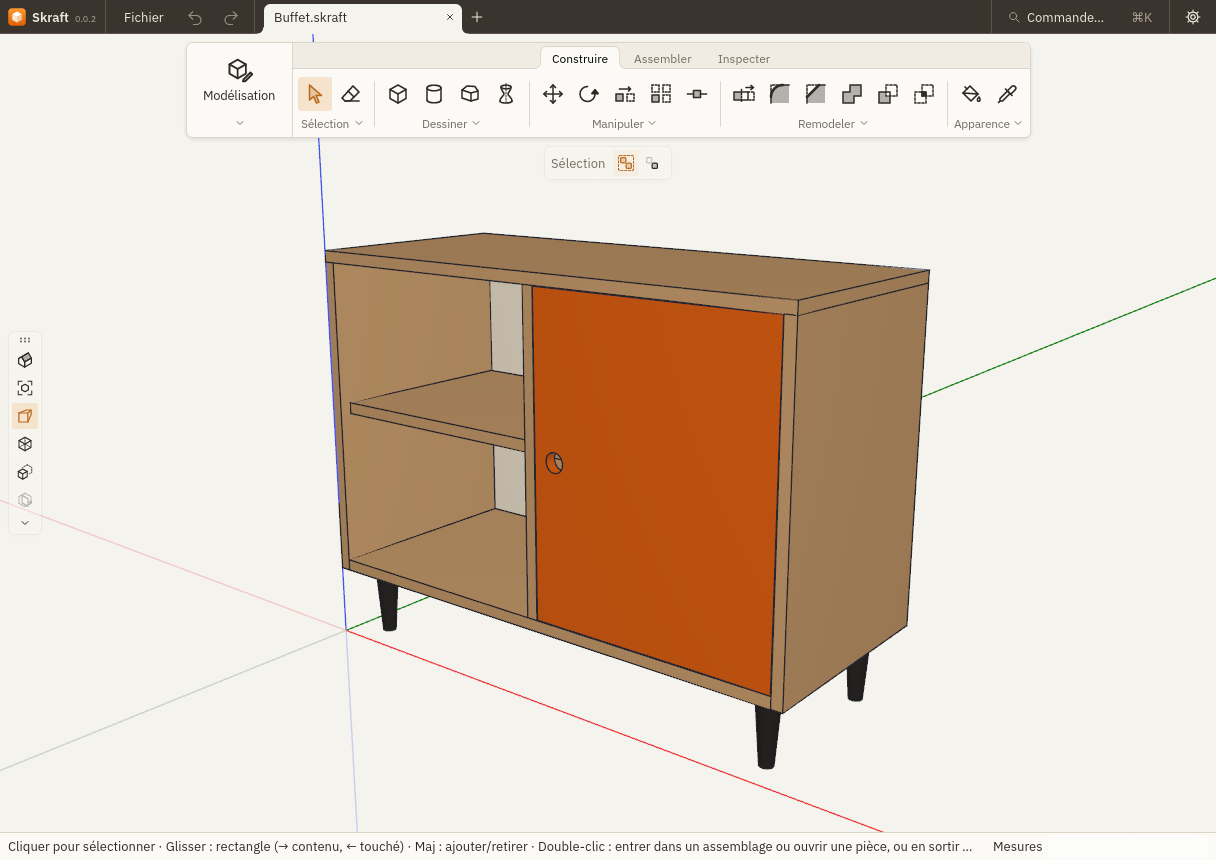 Skraft 0.0.2 Fichier Buffet.skraft × Commande... ⌘K
Construire Assembler Inspecter
Modélisation
Sélection Dessiner Manipuler Remodeler Apparence
Sélection
Cliquer pour sélectionner · Glisser : rectangle (→ contenu, ← touché) · Maj : ajouter/retirer · Double-clic : entrer dans un assemblage ou ouvrir une pièce, ou en sortir ... Mesures